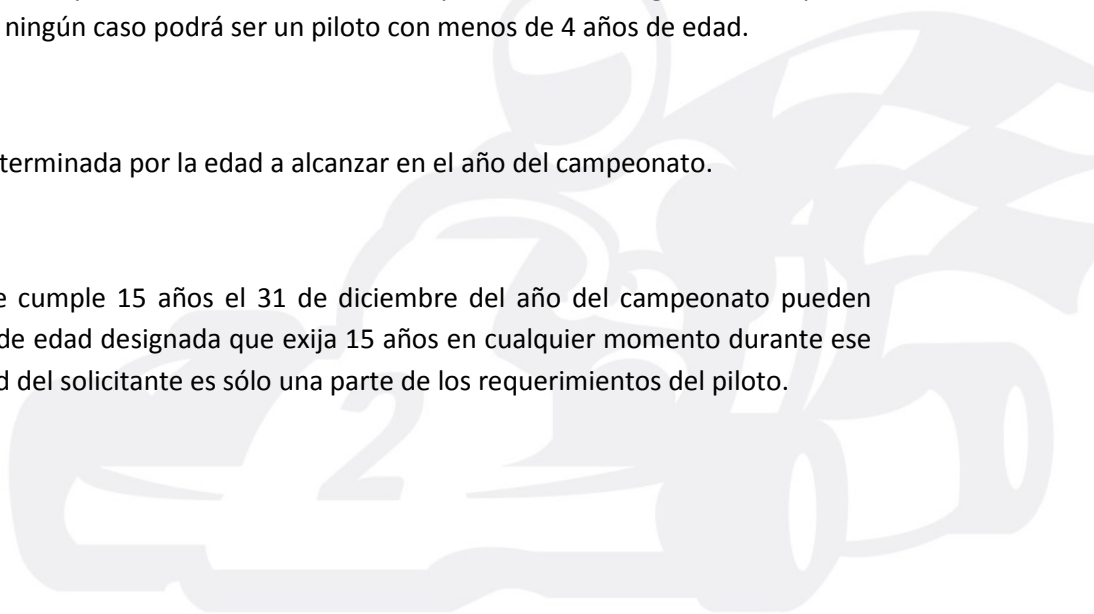 ningún caso podrá ser un piloto con menos de 4 años de edad.
terminada por la edad a alcanzar en el año del campeonato.
e cumple 15 años el 31 de diciembre del año del campeonato pueden
de edad designada que exija 15 años en cualquier momento durante ese
d del solicitante es sólo una parte de los requerimientos del piloto.
2